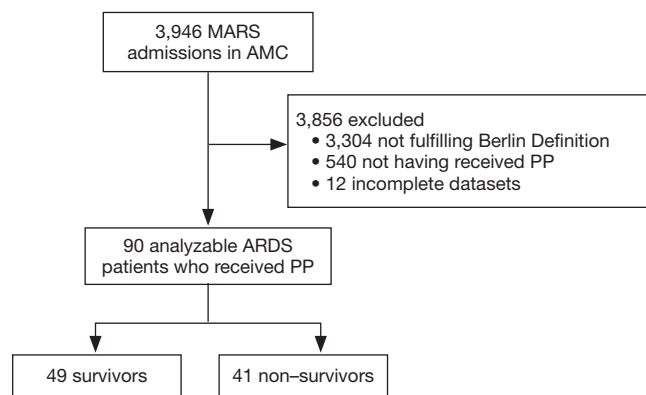 3,946 MARS
admissions in AMC
3,856 excluded
• 3,304 not fulfilling Berlin Definition
• 540 not having received PP
• 12 incomplete datasets
90 analyzable ARDS
patients who received PP
49 survivors
41 non–survivors